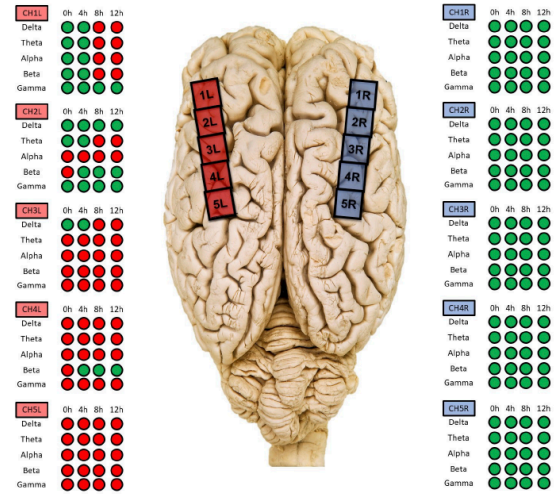 CH1L 0h 4h 8h 12h
Delta
Theta
Alpha
Beta
Gamma
CH2L 0h 4h 8h 12h
Delta
Theta
Alpha
Beta
Gamma
CH3L 0h 4h 8h 12h
Delta
Theta
Alpha
Beta
Gamma
CH4L 0h 4h 8h 12h
Delta
Theta
Alpha
Beta
Gamma
CH5L 0h 4h 8h 12h
Delta
Theta
Alpha
Beta
Gamma
1L
2L
3L
4L
5L
1R
2R
3R
4R
5R
CH1R 0h 4h 8h 12h
Delta
Theta
Alpha
Beta
Gamma
CH2R 0h 4h 8h 12h
Delta
Theta
Alpha
Beta
Gamma
CH3R 0h 4h 8h 12h
Delta
Theta
Alpha
Beta
Gamma
CH4R 0h 4h 8h 12h
Delta
Theta
Alpha
Beta
Gamma
CH5R 0h 4h 8h 12h
Delta
Theta
Alpha
Beta
Gamma